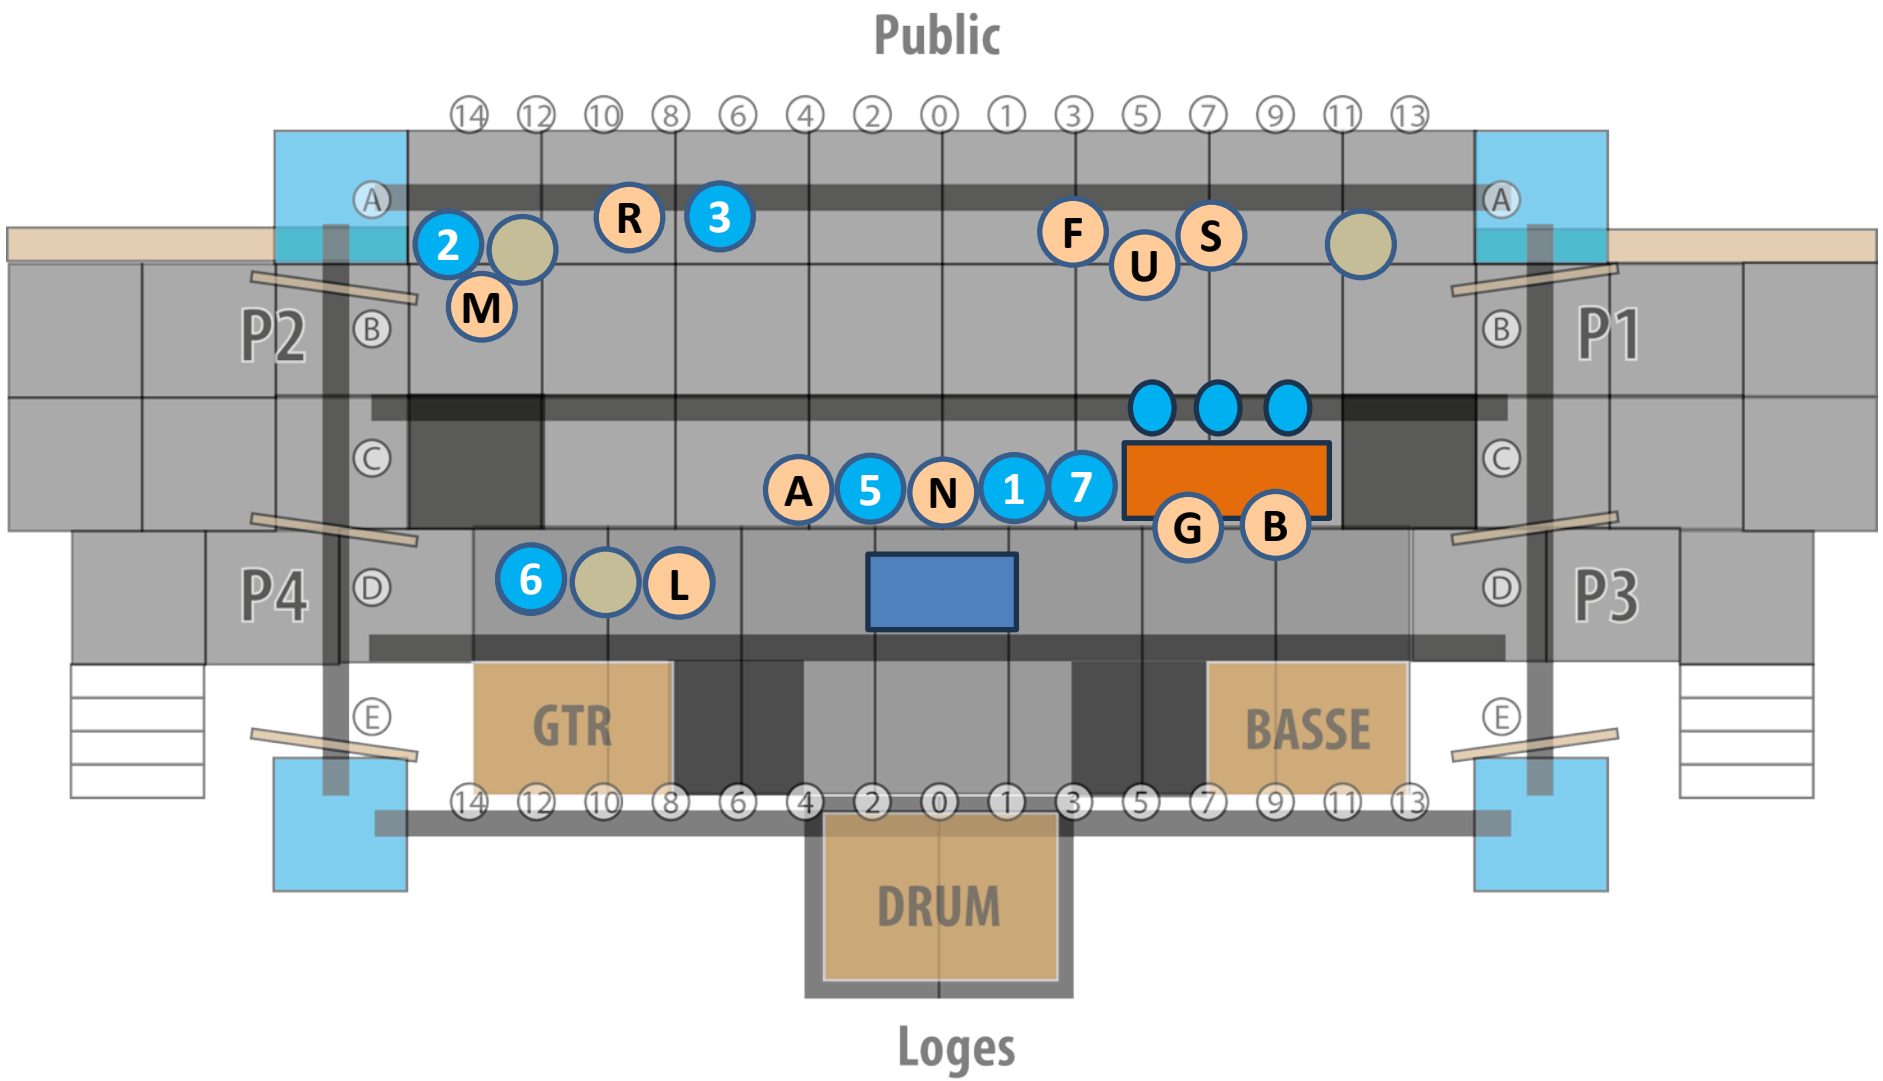 Public
14 12 10 8 6 4 2 0 1 3 5 7 9 11 13
A R 3 F S A
2 U
M
P2 B B P1
C A 5 N 1 7 C
G B
P4 D 6 L D P3
E GTR BASSE E
14 12 10 8 6 4 2 0 1 3 5 7 9 11 13
DRUM
Loges